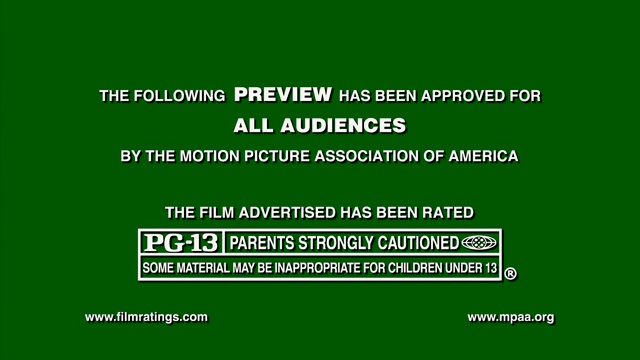 THE FOLLOWING PREVIEW HAS BEEN APPROVED FOR
ALL AUDIENCES
BY THE MOTION PICTURE ASSOCIATION OF AMERICA
THE FILM ADVERTISED HAS BEEN RATED
PG-13 PARENTS STRONGLY CAUTIONED
SOME MATERIAL MAY BE INAPPROPRIATE FOR CHILDREN UNDER 13 ®
www.filmratings.com www.mpaa.org